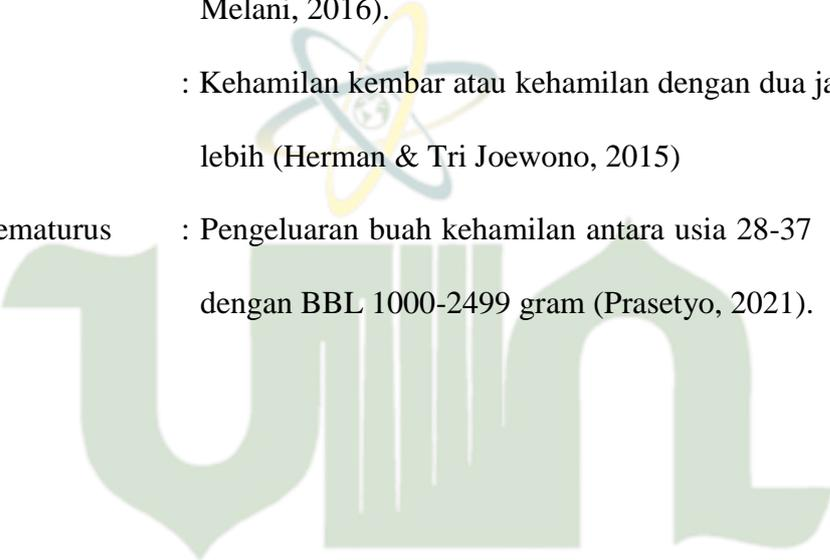 Melani, 2016).
: Kehamilan kembar atau kehamilan dengan dua ja
lebih (Herman & Tri Joewono, 2015)
ematurus : Pengeluaran buah kehamilan antara usia 28-37
dengan BBL 1000-2499 gram (Prasetyo, 2021).